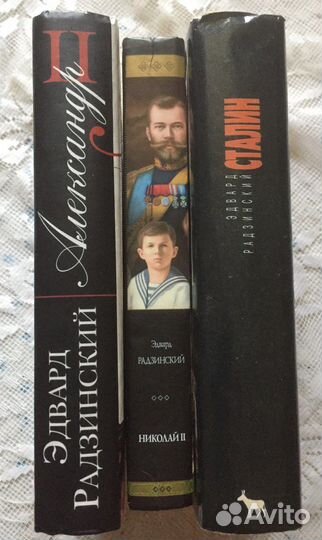 ЭДВАРД
РАДЗИНСКИЙ
Александр II
Эдвард
РАДЗИНСКИЙ
НИКОЛАЙ II
ЭДВАРД
РАДЗИНСКИЙ
СТАЛИН
Avito